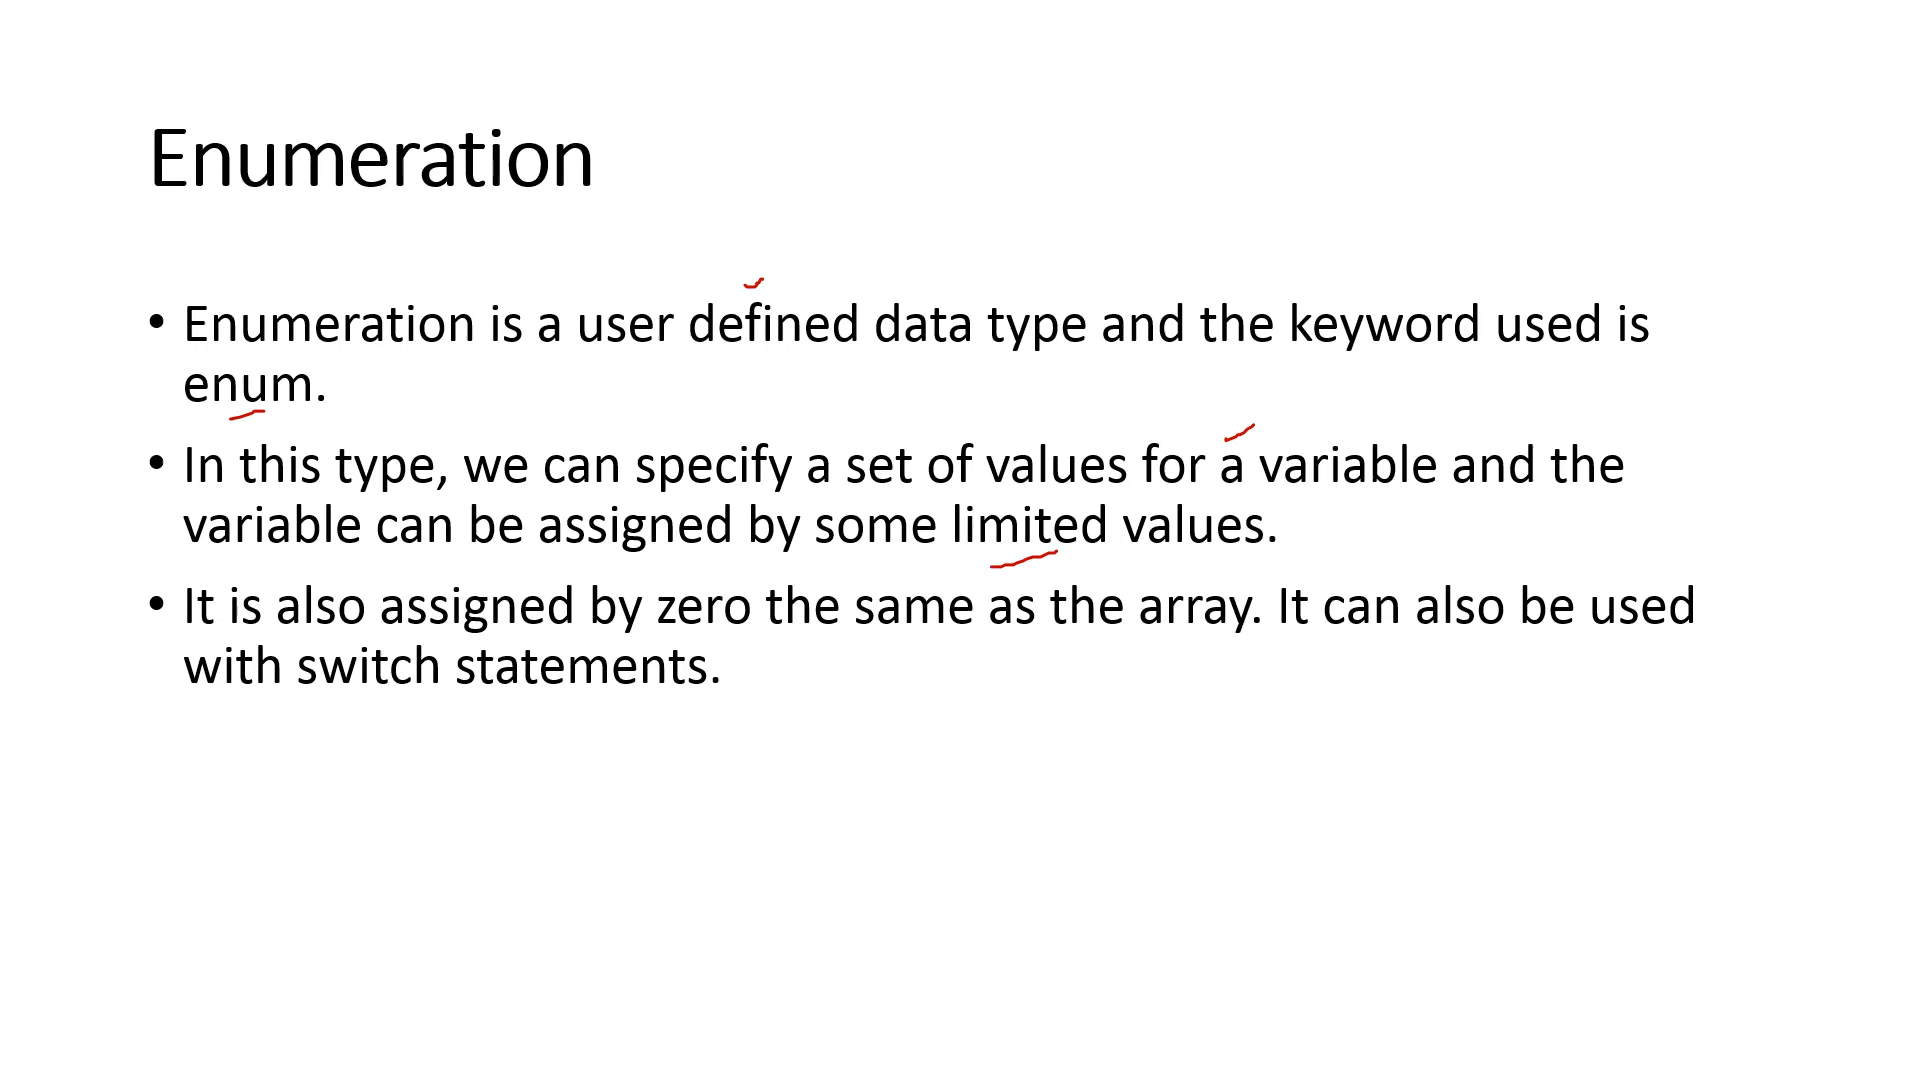 Enumeration
• Enumeration is a user defined data type and the keyword used is
enum.
• In this type, we can specify a set of values for a variable and the
variable can be assigned by some limited values.
• It is also assigned by zero the same as the array. It can also be used
with switch statements.